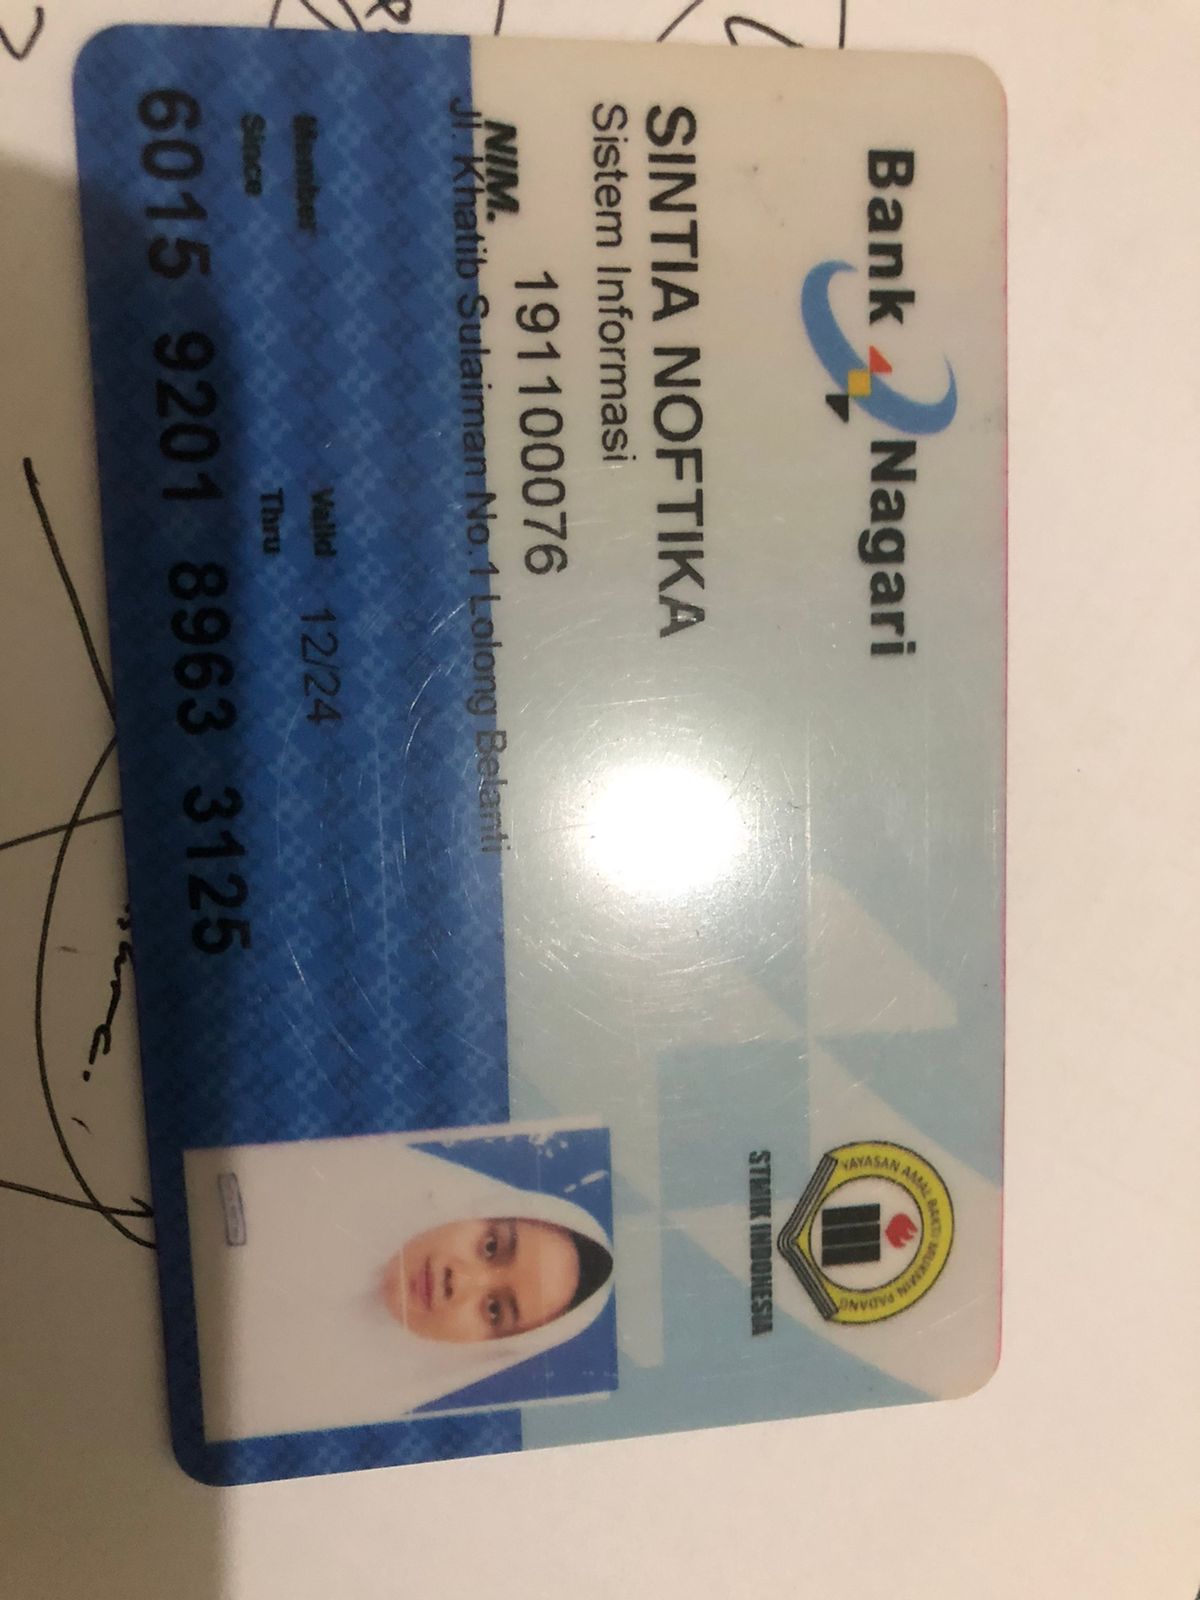 Bank Nagari
YAYASAN AMAL BAKTI MUKMIN PADANG
STMIK INDONESIA
SINTIA NOFTIKA
Sistem Informasi
191100076
NIM.
Jl. Khatib Sulaiman No.1 Lolong Belanti
Member
Since
Valid
Thru
12/24
6015 9201 8963 3125